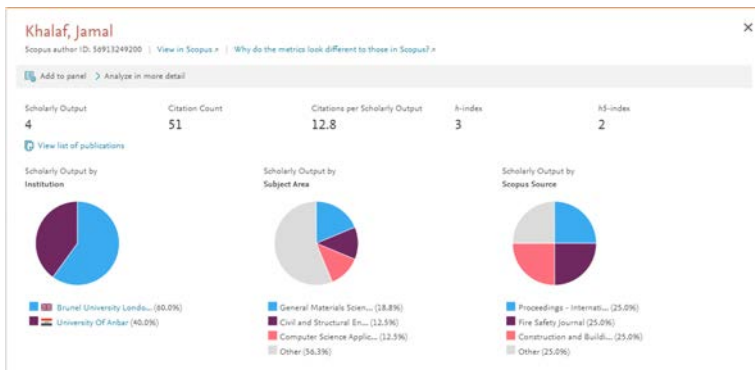 Khalaf, Jamal
Scopus author ID: 56913249200 | View in Scopus ↗ | Why do the metrics look different to those in Scopus? ↗
Add to panel > Analyze in more detail
Scholarly Output Citation Count Citations per Scholarly Output h-index h5-index
4 51 12.8 3 2
View list of publications
Scholarly Output by Scholarly Output by Scholarly Output by
Institution Subject Area Scopus Source
Brunel University Londo... (60.0%) General Materials Scien... (18.8%) Proceedings - Internati... (25.0%)
University Of Anbar (40.0%) Civil and Structural En... (12.5%) Fire Safety Journal (25.0%)
Computer Science Applic... (12.5%) Construction and Buildi... (25.0%)
Other (56.3%) Other (25.0%)